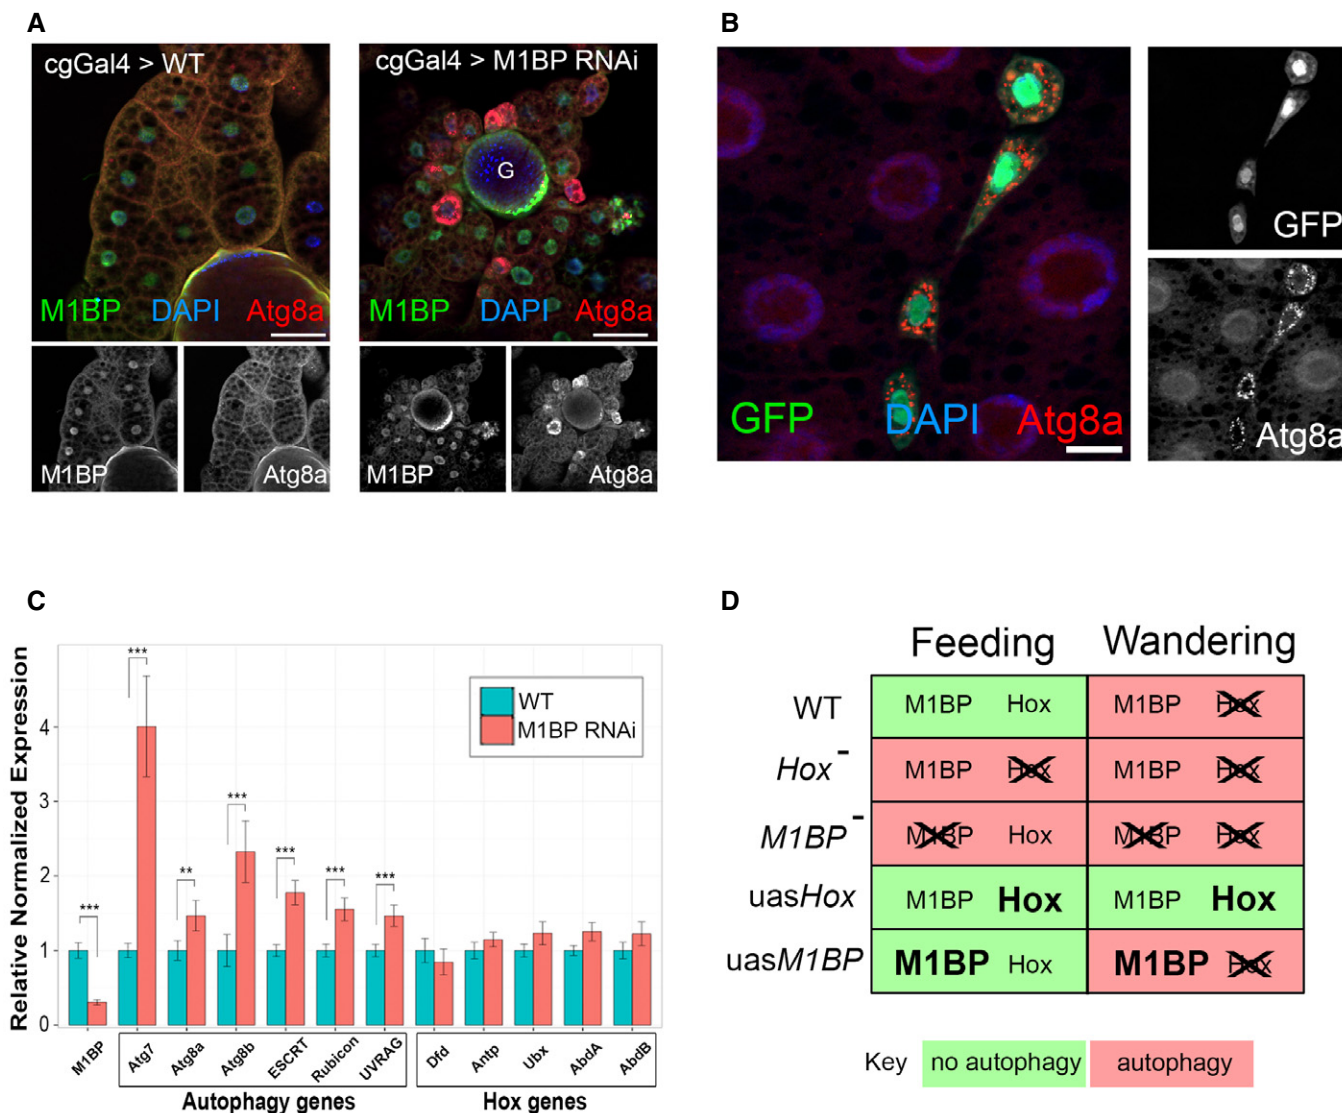 A
cgGal4 > WT
M1BP DAPI Atg8a
M1BP
Atg8a
cgGal4 > M1BP RNAi
G
M1BP DAPI Atg8a
M1BP
Atg8a
B
GFP DAPI Atg8a
GFP
Atg8a
C
Relative Normalized Expression
4
3
2
1
0
***
***
**
***
***
***
***
WT
M1BP RNAi
M1BP
Atg7
Atg8a
Atg8b
ESCRT
Rubicon
UVRAG
Dfd
Antp
Ubx
AbdA
AbdB
Autophagy genes
Hox genes
D
Feeding Wandering
WT M1BP Hox M1BP Hox
Hox - M1BP Hox M1BP Hox
M1BP - M1BP Hox M1BP Hox
uasHox M1BP Hox M1BP Hox
uasM1BP M1BP Hox M1BP Hox
Key no autophagy autophagy